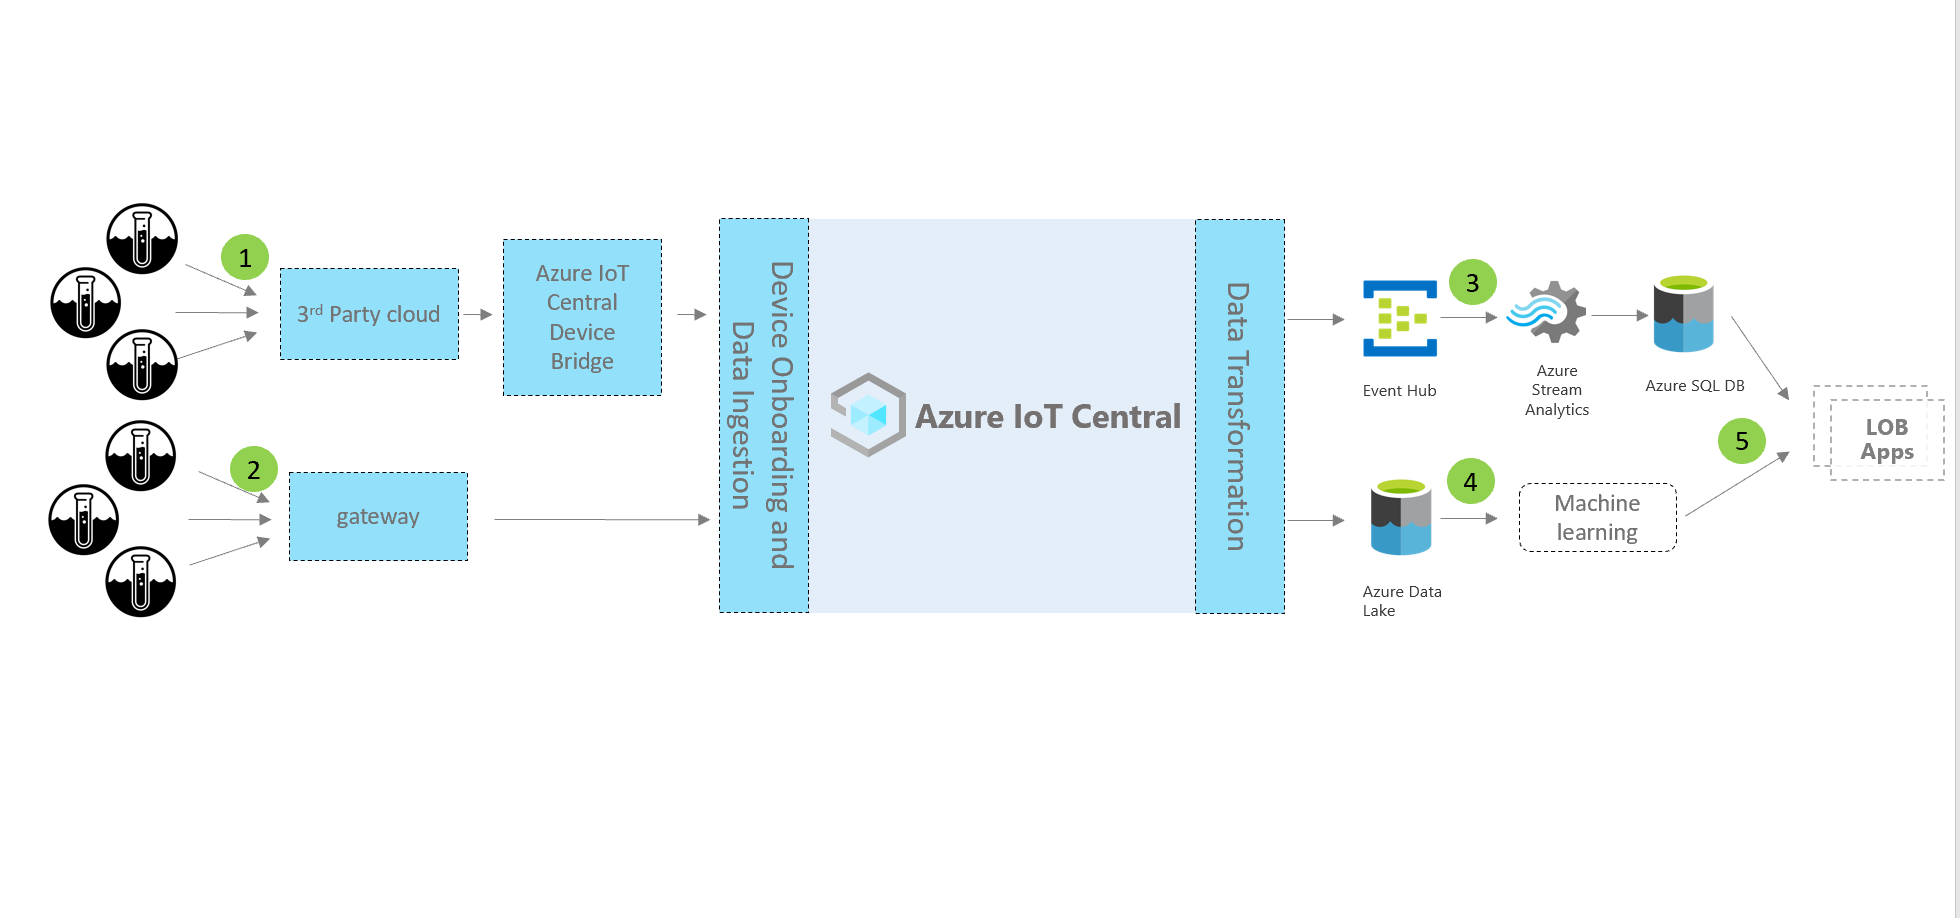 1
3rd Party cloud
Azure IoT
Central
Device
Bridge
2
gateway
Device Onboarding and
Data Ingestion
Azure IoT Central
Data Transformation
Event Hub
3
Azure
Stream
Analytics
Azure SQL DB
Azure Data
Lake
4
Machine
learning
5
LOB
Apps